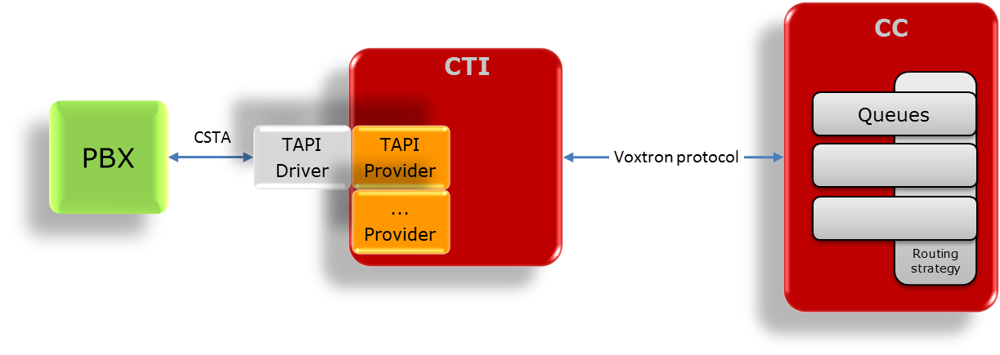 CTI
CC
PBX
CSTA
TAPI
Driver
TAPI
Provider
...
Provider
Voxtron protocol
Queues
Routing
strategy